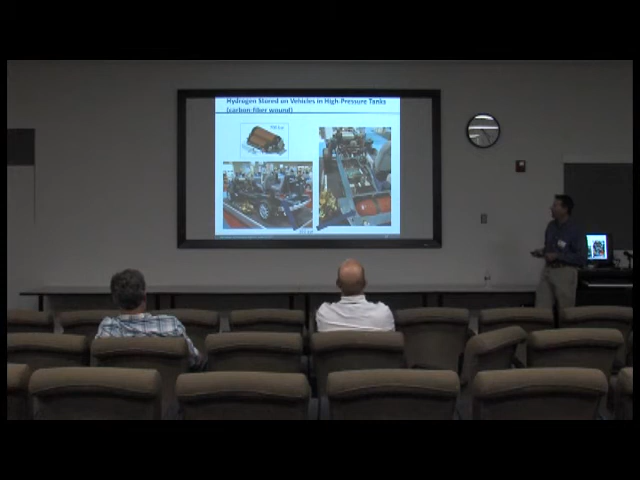 Hydrogen Stored on Vehicles in High-Pressure Tanks
(carbon-fiber wound)